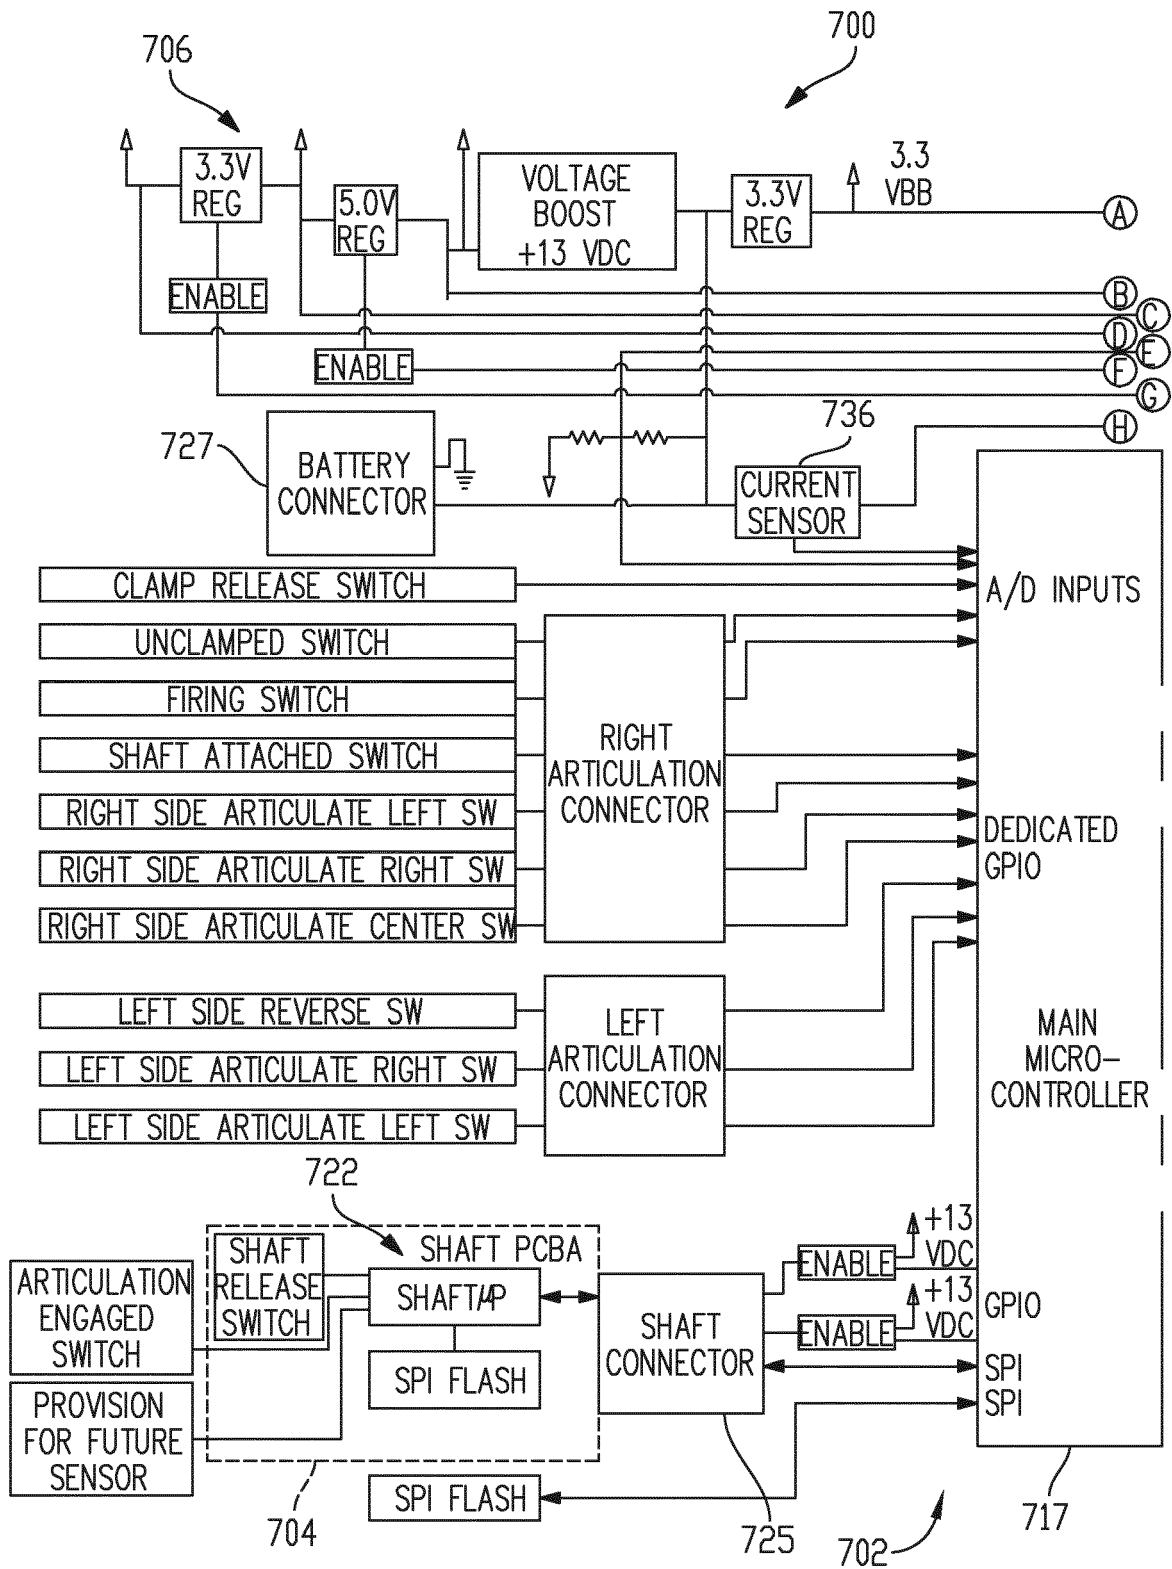 706
700
3.3V
REG
5.0V
REG
VOLTAGE
BOOST
+13 VDC
3.3V
REG
3.3
VBB
A
ENABLE
B
C
D
E
ENABLE
F
G
736
H
727
BATTERY
CONNECTOR
CURRENT
SENSOR
CLAMP RELEASE SWITCH
A/D INPUTS
UNCLAMPED SWITCH
FIRING SWITCH
SHAFT ATTACHED SWITCH
RIGHT SIDE ARTICULATE LEFT SW
RIGHT SIDE ARTICULATE RIGHT SW
RIGHT SIDE ARTICULATE CENTER SW
RIGHT
ARTICULATION
CONNECTOR
DEDICATED
GPIO
LEFT SIDE REVERSE SW
LEFT SIDE ARTICULATE RIGHT SW
LEFT SIDE ARTICULATE LEFT SW
LEFT
ARTICULATION
CONNECTOR
MAIN
MICRO-
CONTROLLER
722
SHAFT PCBA
SHAFT
RELEASE
SWITCH
ARTICULATION
ENGAGED
SWITCH
SHAFT μP
SPI FLASH
PROVISION
FOR FUTURE
SENSOR
SHAFT
CONNECTOR
ENABLE
+13
VDC
ENABLE
+13
VDC
GPIO
SPI
SPI
SPI FLASH
704
725
702
717